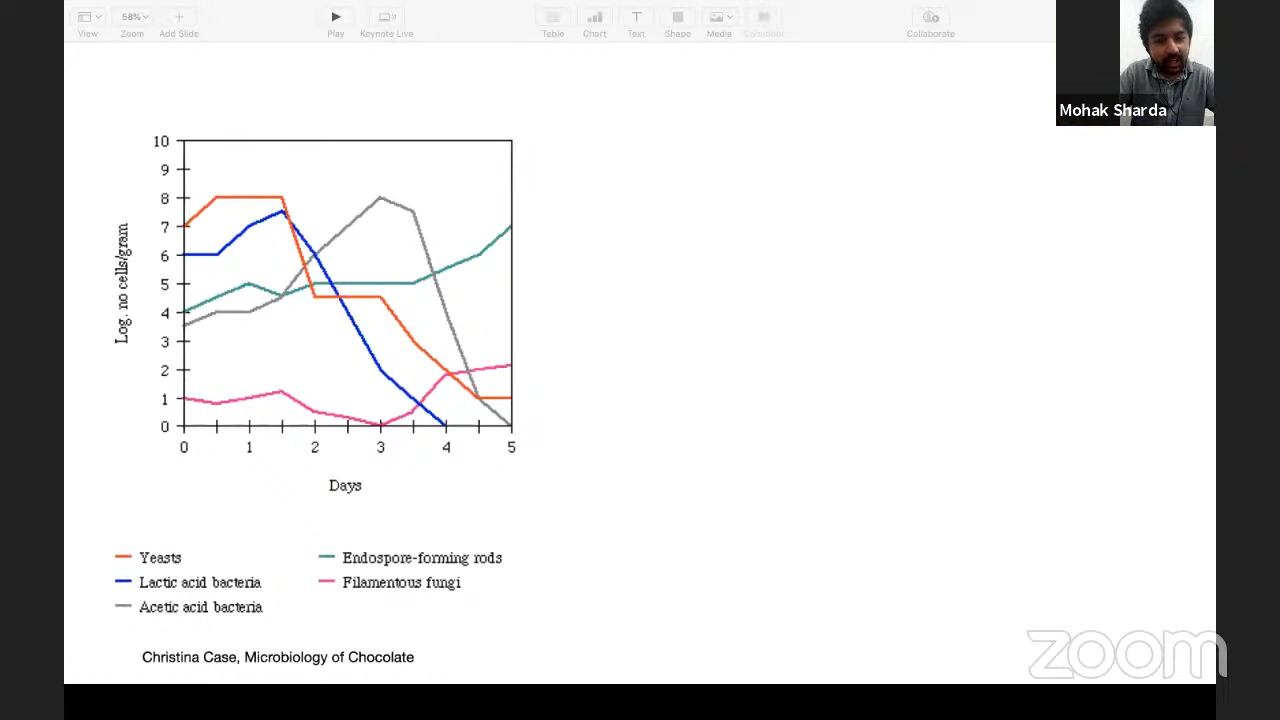 View
58%
Zoom
Add Slide
Play
Keynote Live
Table
Chart
Text
Shape
Media
Comment
Collaborate
Mohak Sharda
10
9
8
7
6
5
4
3
2
1
0
Log. no cells/gram
0 1 2 3 4 5
Days
Yeasts
Lactic acid bacteria
Acetic acid bacteria
Endospore-forming rods
Filamentous fungi
Christina Case, Microbiology of Chocolate
zoom